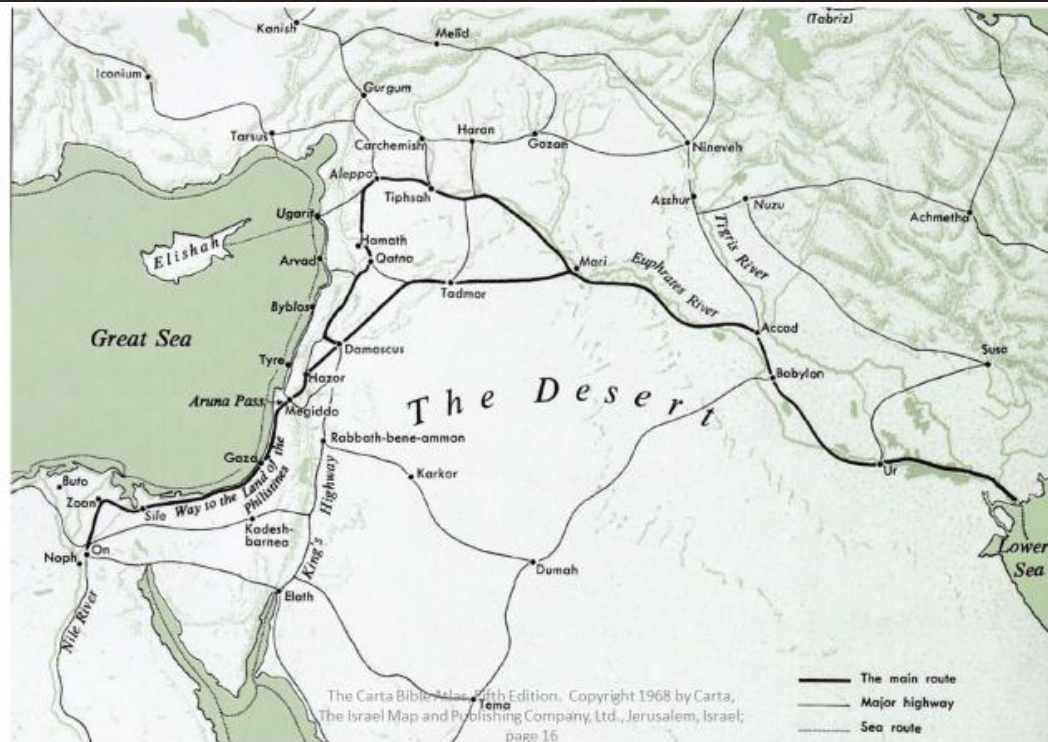 (Tabriz)
Kanish
Melid
Iconium
Gurgum
Tarsus
Carchemish
Haran
Gozan
Nineveh
Aleppo
Tiphsah
Asshur
Nuzu
Achmetha
Ugarit
Tigris River
Elishah
Hamath
Qatna
Arvad
Mari
Euphrates River
Tadmor
Byblos
Accad
Great Sea
Damascus
Susa
Tyre
Hazor
Babylon
Aruna Pass
Megiddo
The Desert
Rabbath-bene-ammon
Gaza
Karkor
Ur
Buto
Zoan
Sile
Way to the Land of the
Philistines
King's Highway
Kadesh-
barnea
Noph
On
Dumah
Lower
Sea
Elath
Nile River
Tema
The main route
Major highway
Sea route
The Carta Bible Atlas, Fifth Edition. Copyright 1968 by Carta,
The Israel Map and Publishing Company, Ltd., Jerusalem, Israel;
page 16